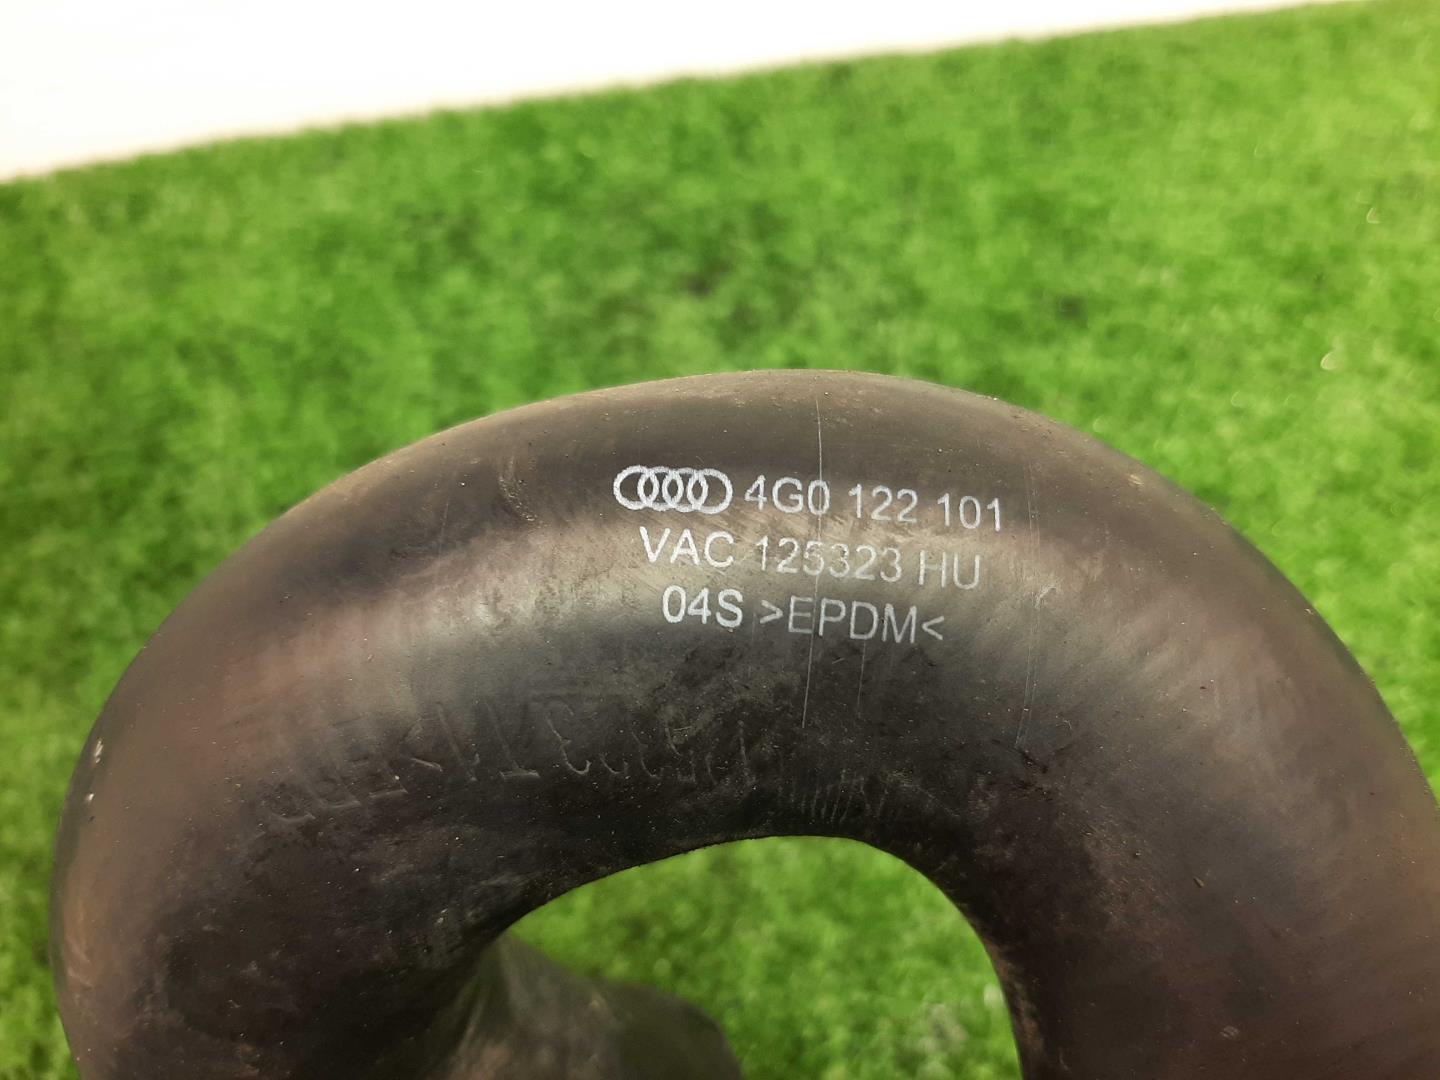 4G0 122 101
VAC 125323 HU
04S >EPDM<